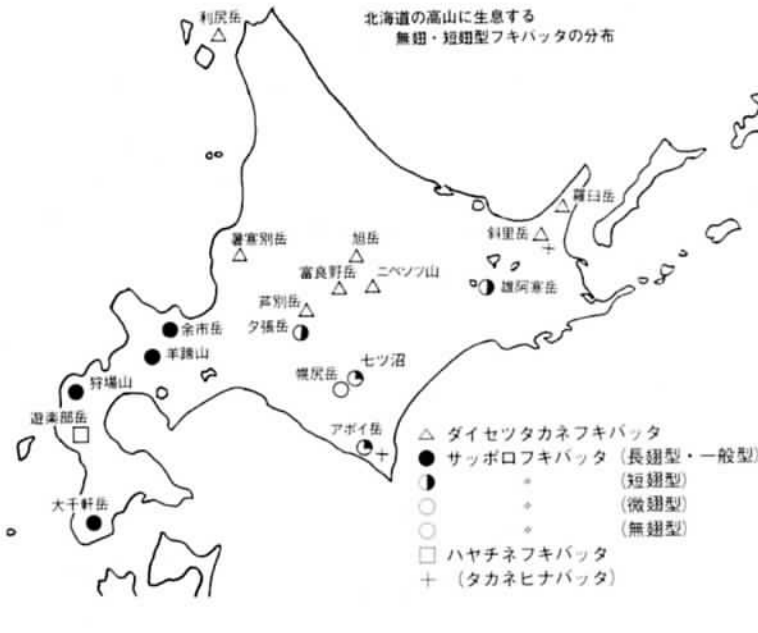 北海道の高山に生息する
無翅・短翅型フキバッタの分布
利尻岳
羅臼岳
斜里岳
暑寒別岳
旭岳
富良野岳
ニペソツ山
雄阿寒岳
芦別岳
夕張岳
余市岳
羊蹄山
七ツ沼
幌尻岳
狩場山
遊楽部岳
アポイ岳
大千軒岳
△ ダイセツタカネフキバッタ
● サッポロフキバッタ (長翅型・一般型)
◑ 〃 (短翅型)
○ 〃 (微翅型)
○ 〃 (無翅型)
□ ハヤチネフキバッタ
+ (タカネヒナバッタ)